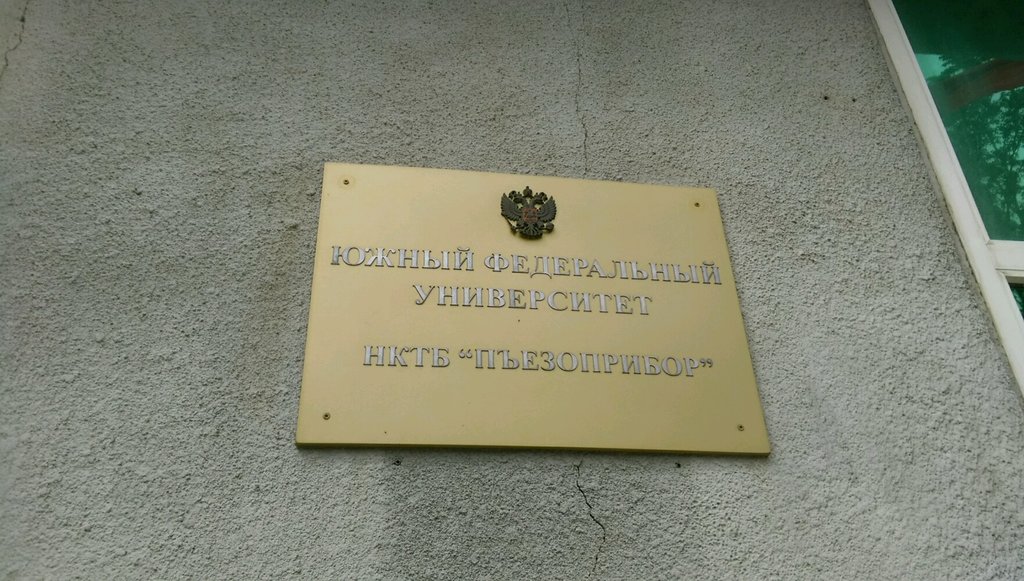 ЮЖНЫЙ ФЕДЕРАЛЬНЫЙ
УНИВЕРСИТЕТ
НКТБ “ПЪЕЗОПРИБОР”